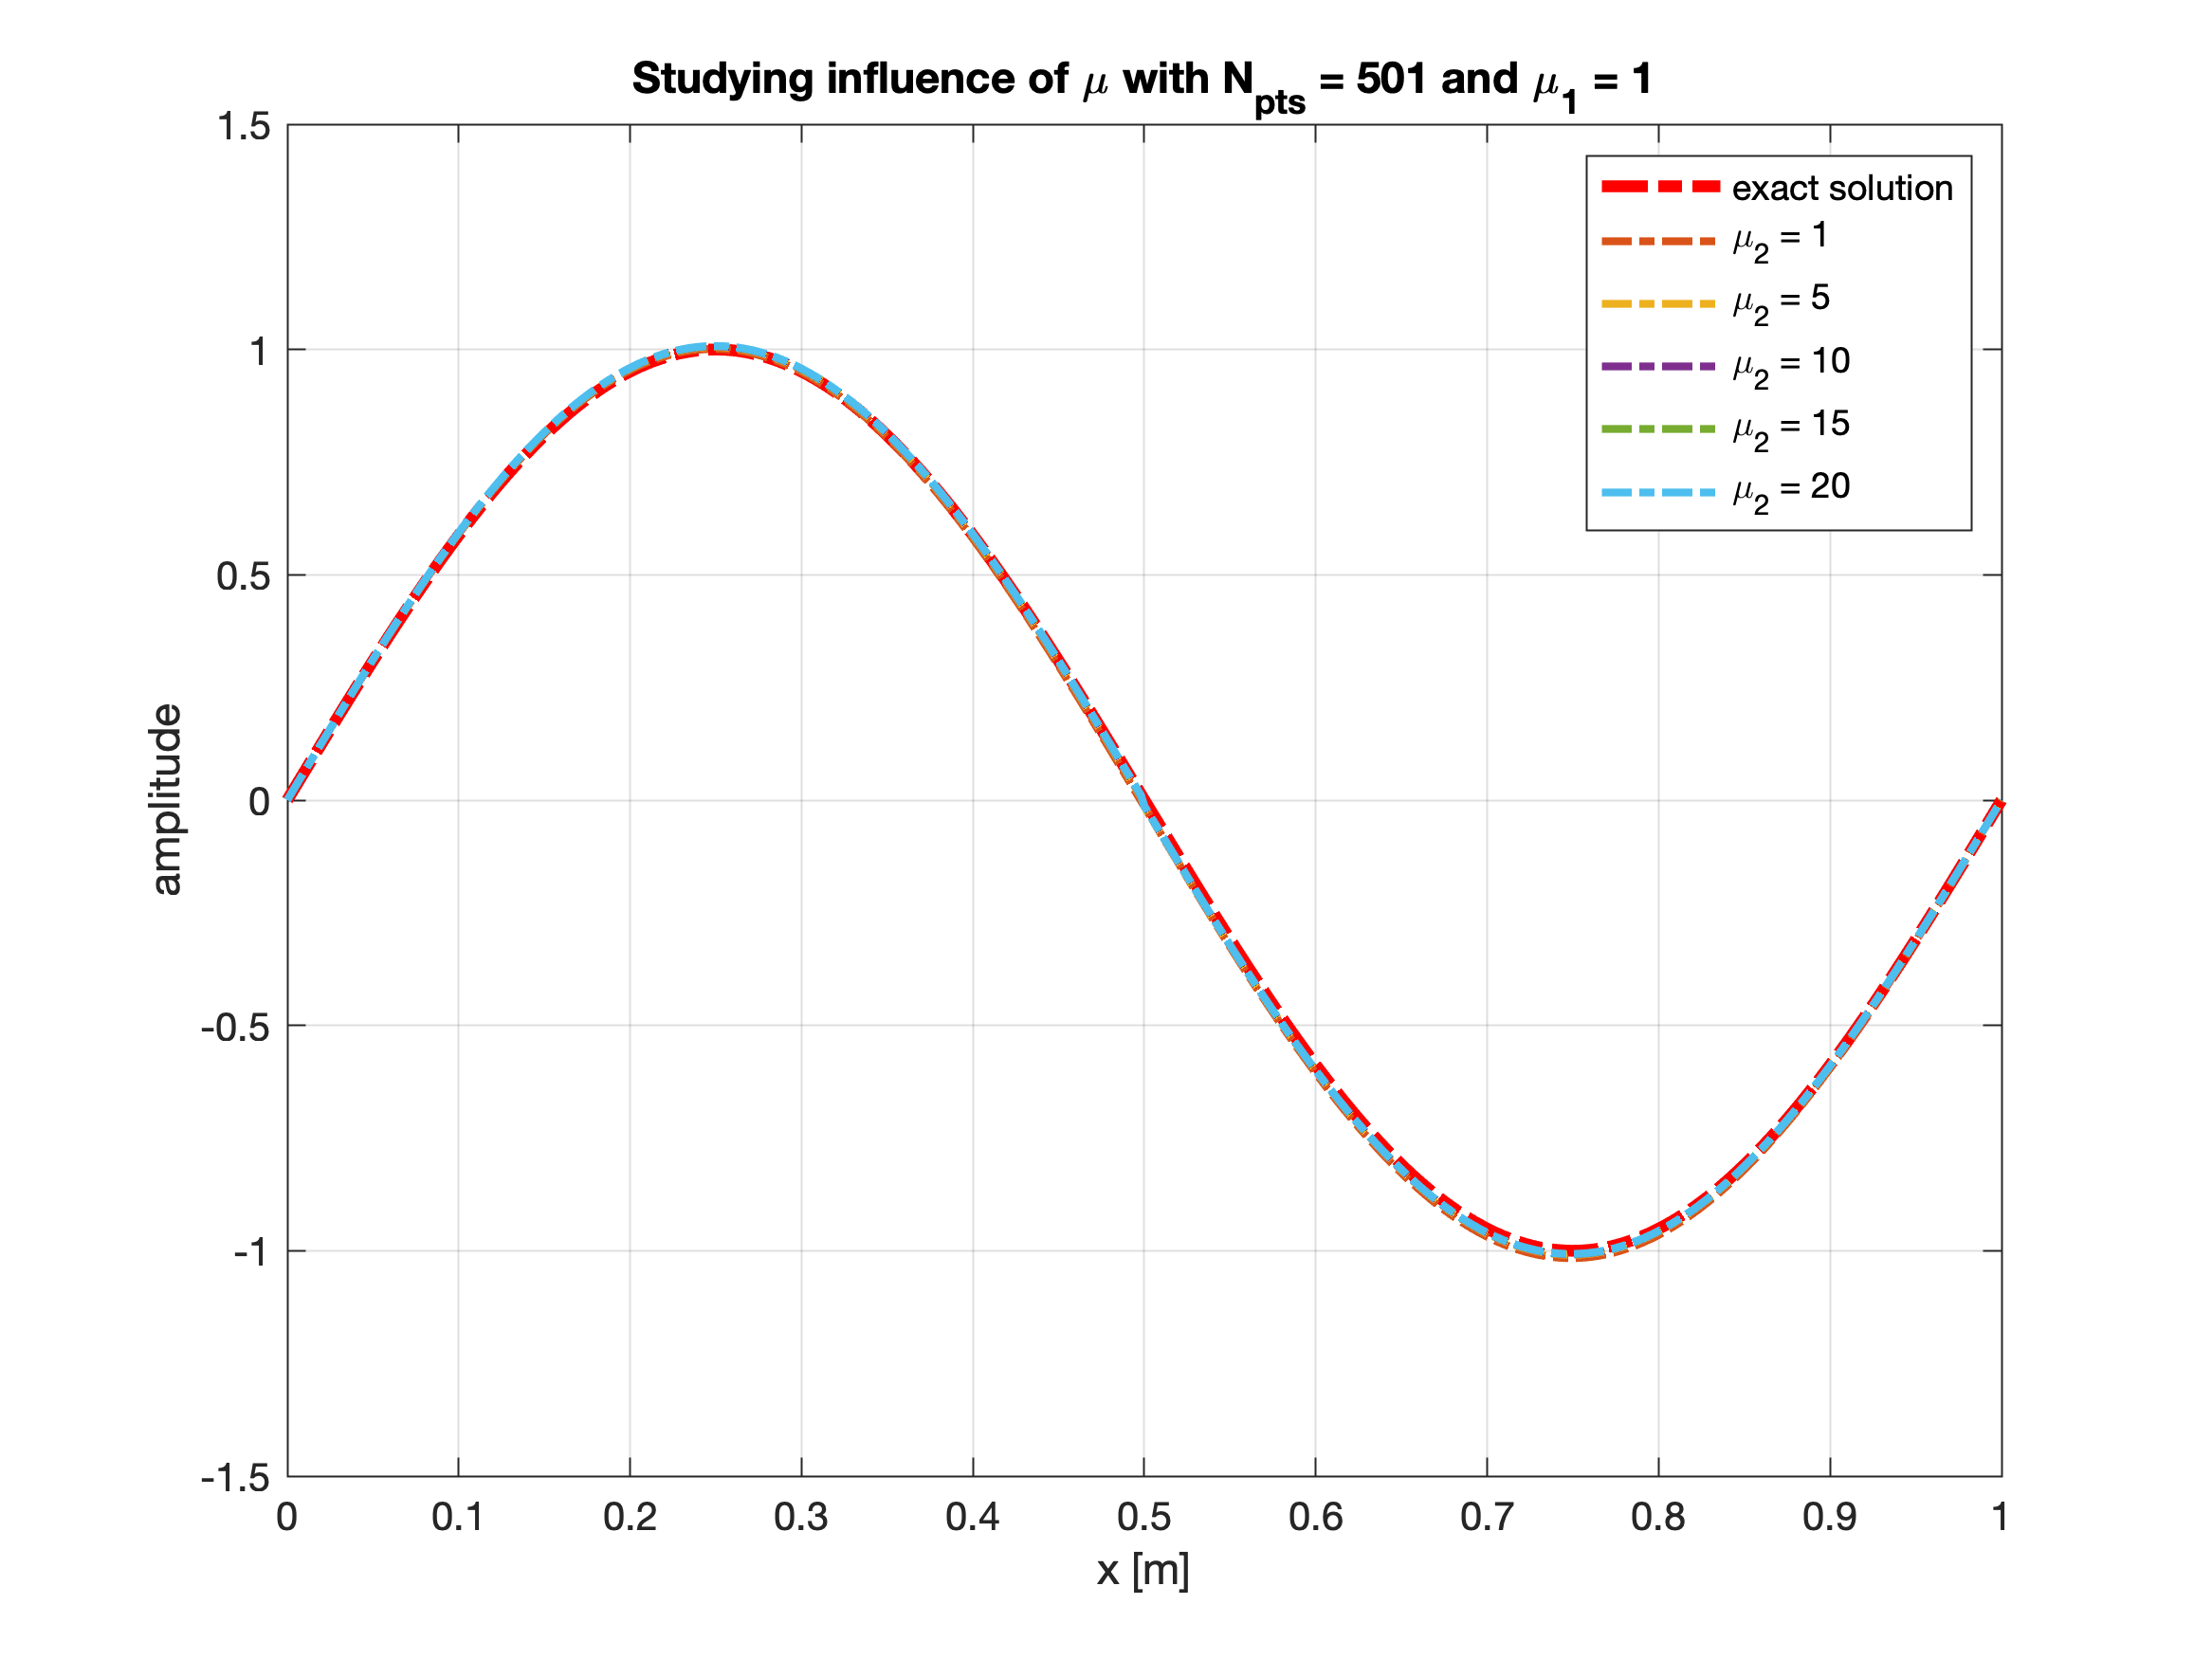 Studying influence of μ with N_pts = 501 and μ_1 = 1
1.5
1
0.5
0
-0.5
-1
-1.5
amplitude
exact solution
μ_2 = 1
μ_2 = 5
μ_2 = 10
μ_2 = 15
μ_2 = 20
0 0.1 0.2 0.3 0.4 0.5 0.6 0.7 0.8 0.9 1
x [m]